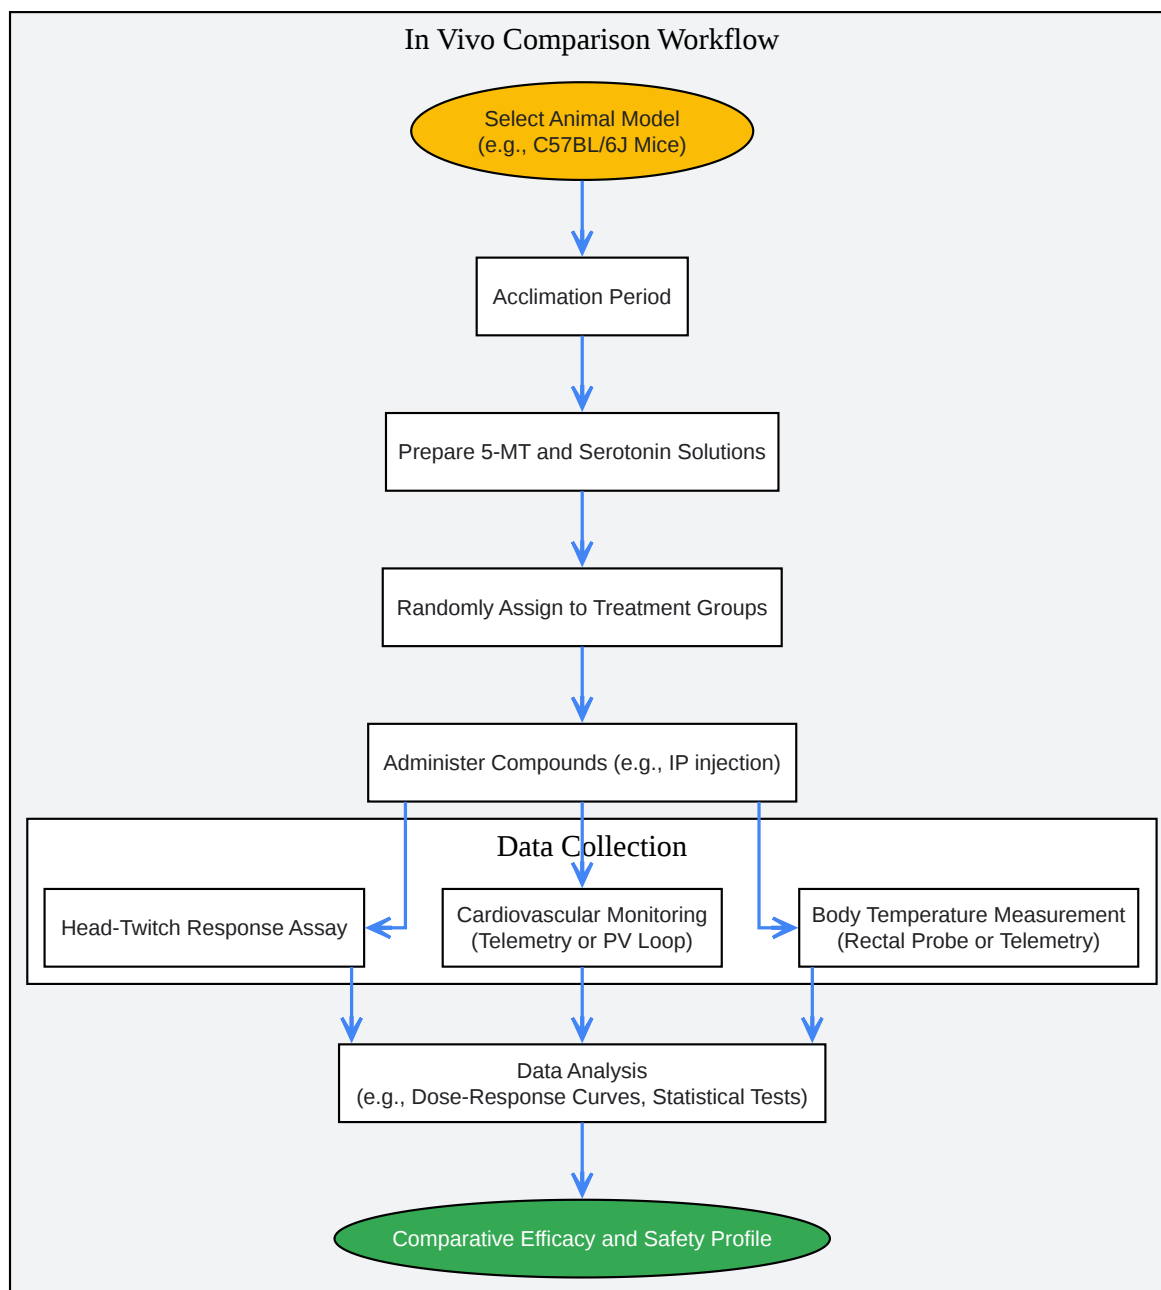 In Vivo Comparison Workflow
Select Animal Model
(e.g., C57BL/6J Mice)
Acclimation Period
Prepare 5-MT and Serotonin Solutions
Randomly Assign to Treatment Groups
Administer Compounds (e.g., IP injection)
Data Collection
Head-Twitch Response Assay
Cardiovascular Monitoring
(Telemetry or PV Loop)
Body Temperature Measurement
(Rectal Probe or Telemetry)
Data Analysis
(e.g., Dose-Response Curves, Statistical Tests)
Comparative Efficacy and Safety Profile